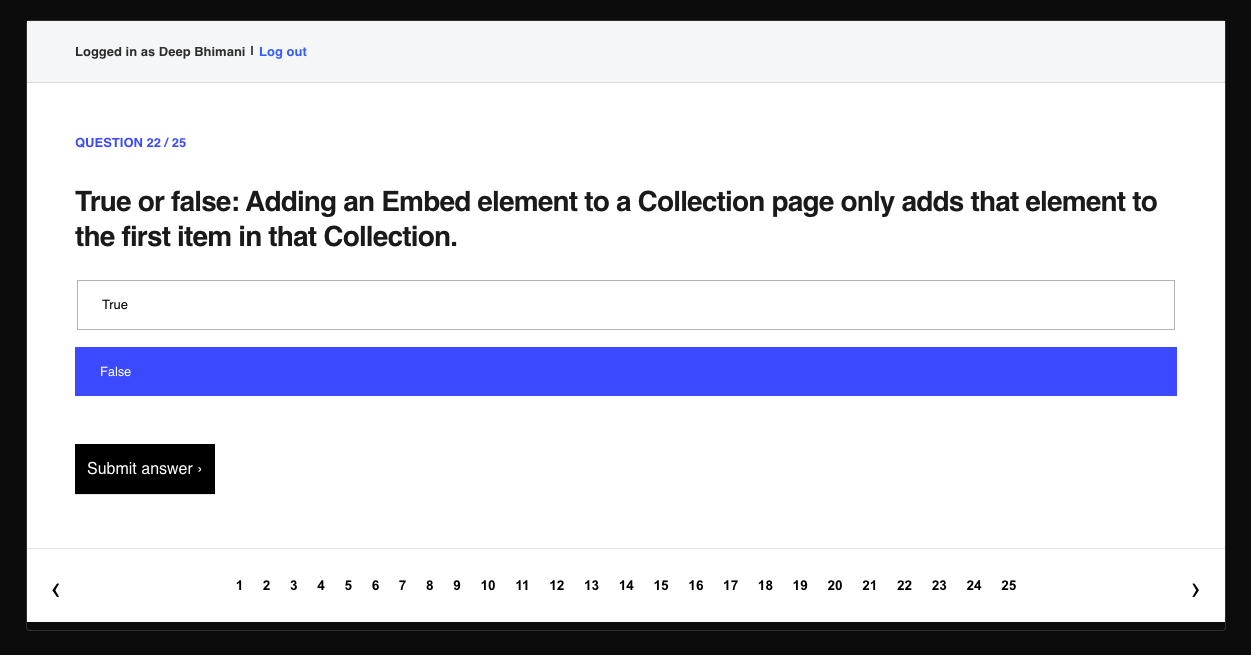 Logged in as Deep Bhimani | Log out
QUESTION 22 / 25
True or false: Adding an Embed element to a Collection page only adds that element to
the first item in that Collection.
True
False
Submit answer ›
‹ 1 2 3 4 5 6 7 8 9 10 11 12 13 14 15 16 17 18 19 20 21 22 23 24 25 ›